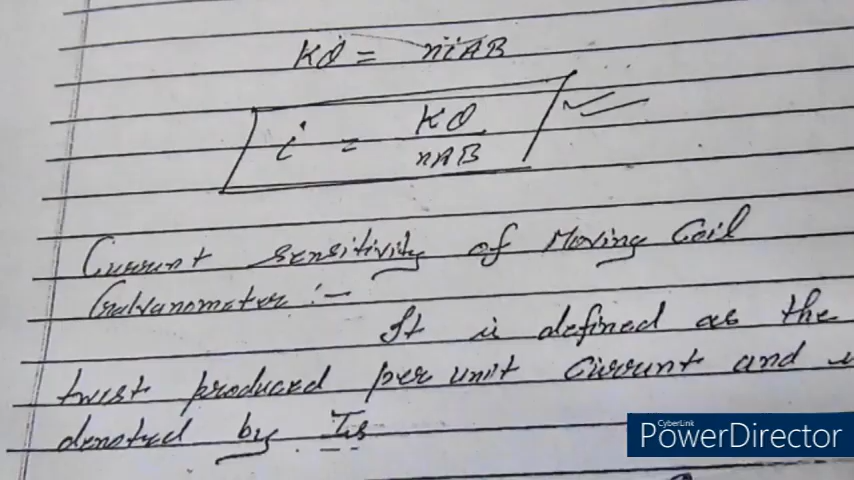 Kθ = niAB
i = Kθ / nAB
Current sensitivity of Moving Coil
Galvanometer :-
It is defined as the
twist produced per unit current and
denoted by Is
CyberLink
PowerDirector